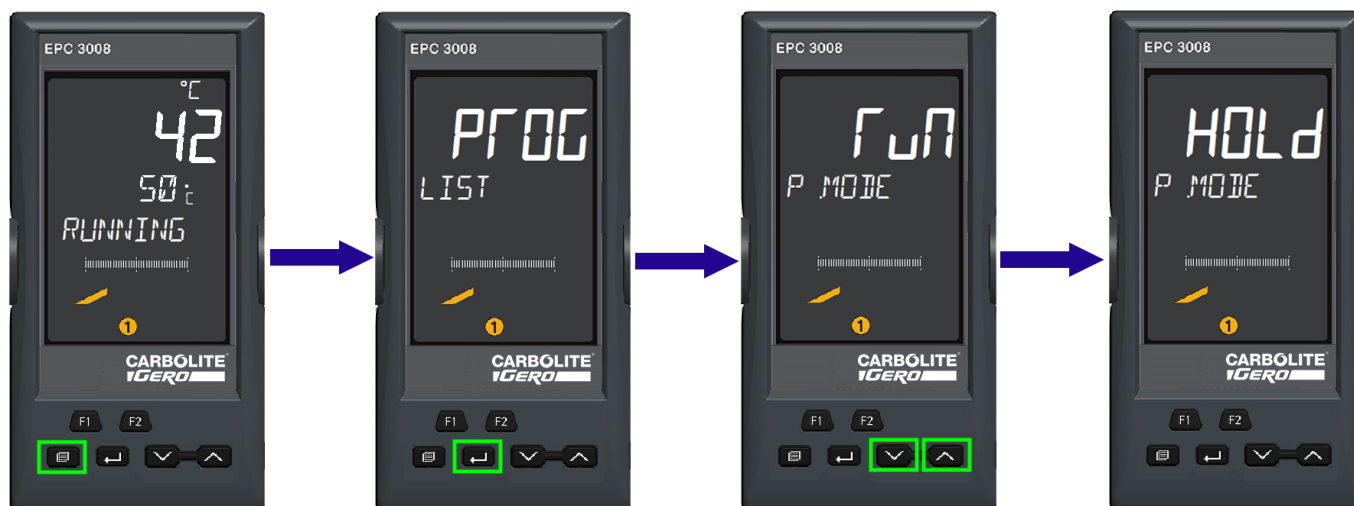 EPC 3008
°C
42
50°C
RUNNING
1
CARBOLITE
GERO
F1 F2
EPC 3008
PrOG
LIST
1
CARBOLITE
GERO
F1 F2
EPC 3008
run
P.MODE
1
CARBOLITE
GERO
F1 F2
EPC 3008
HOLd
P.MODE
1
CARBOLITE
GERO
F1 F2